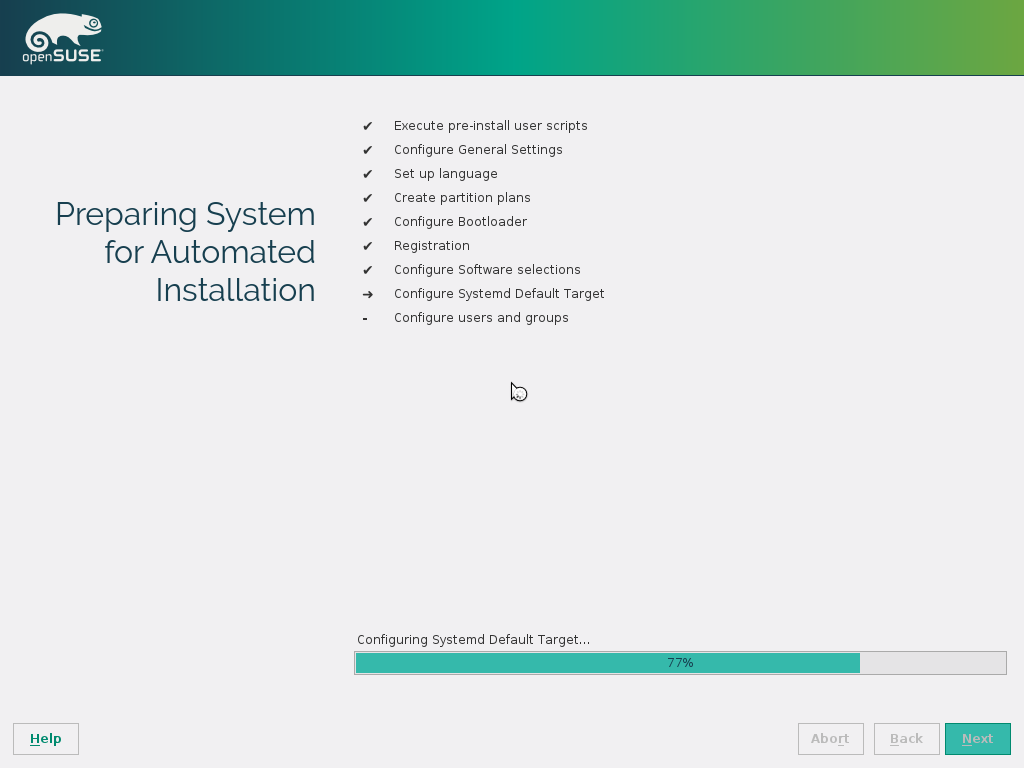 openSUSE
Preparing System
for Automated
Installation
✔ Execute pre-install user scripts
✔ Configure General Settings
✔ Set up language
✔ Create partition plans
✔ Configure Bootloader
✔ Registration
✔ Configure Software selections
➔ Configure Systemd Default Target
- Configure users and groups
Configuring Systemd Default Target...
77%
Help
Abort
Back
Next